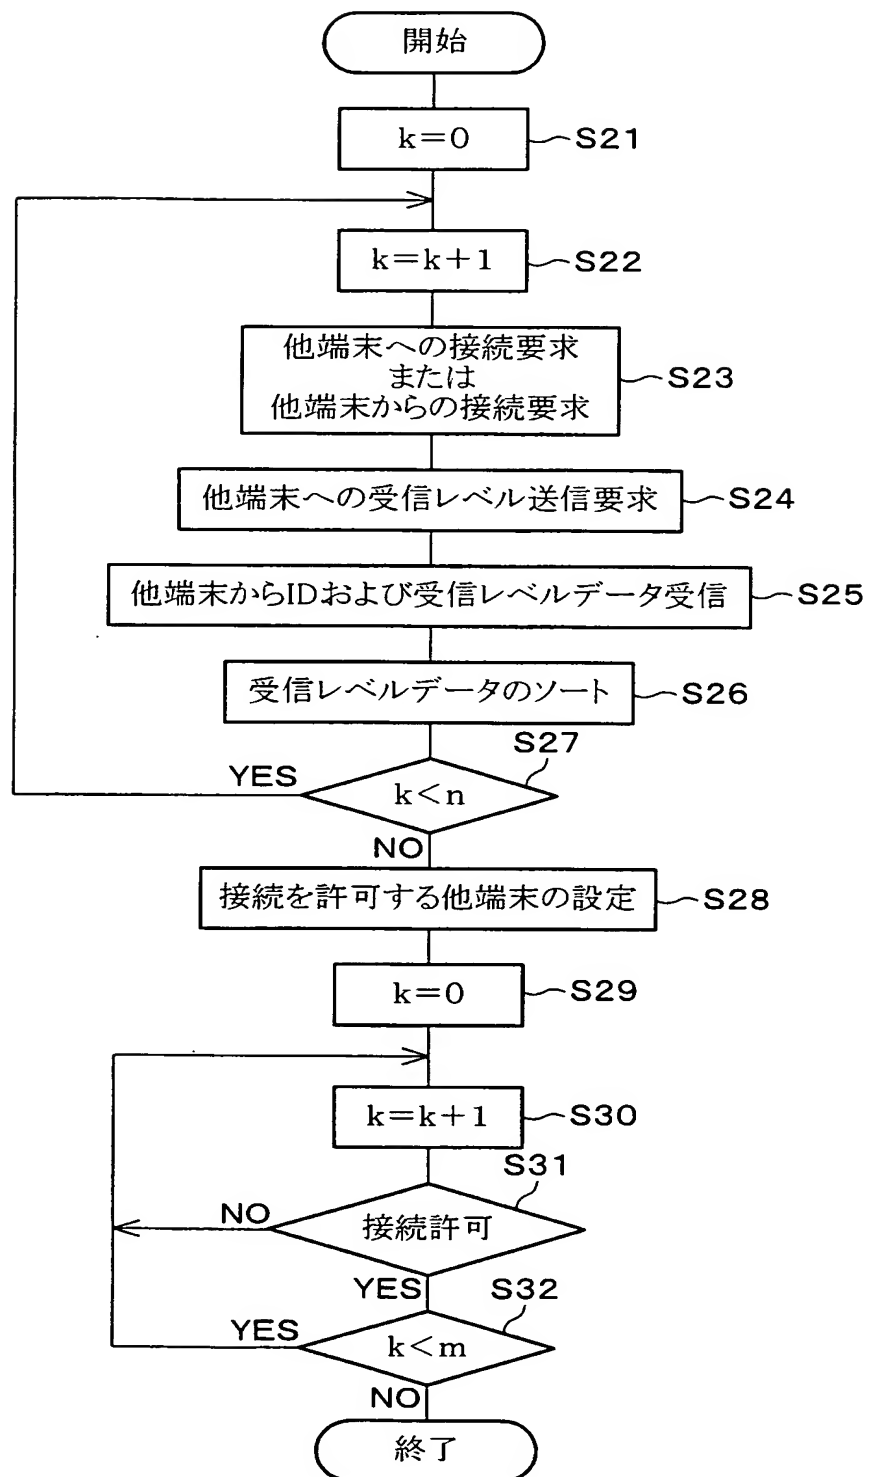 開始
k=0
S21
k=k+1
S22
他端末への接続要求
または
他端末からの接続要求
S23
他端末への受信レベル送信要求
S24
他端末からIDおよび受信レベルデータ受信
S25
受信レベルデータのソート
S26
S27
YES
k<n
NO
接続を許可する他端末の設定
S28
k=0
S29
k=k+1
S30
S31
NO
接続許可
YES
S32
YES
k<m
NO
終了